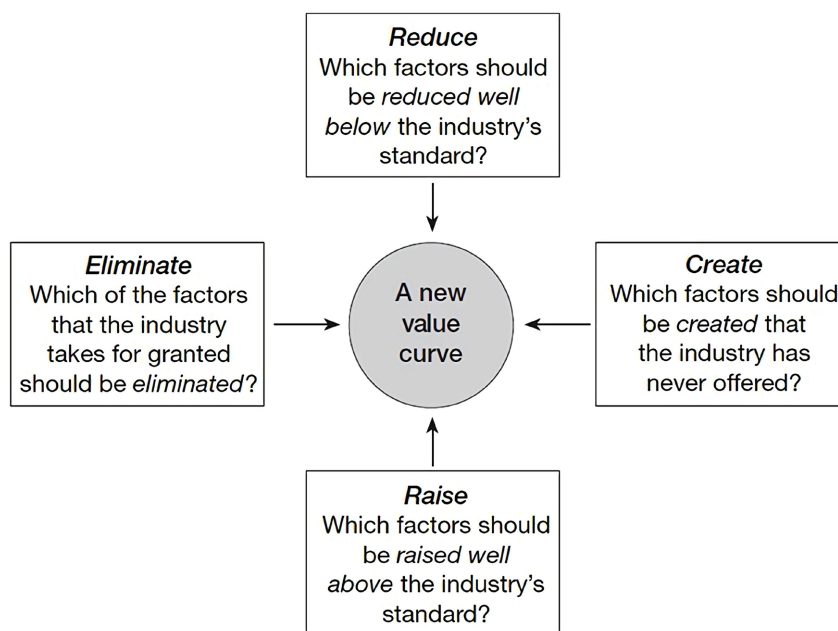 Reduce
Which factors should
be reduced well
below the industry’s
standard?
Eliminate
Which of the factors
that the industry
takes for granted
should be eliminated?
A new
value
curve
Create
Which factors should
be created that
the industry has
never offered?
Raise
Which factors should
be raised well
above the industry’s
standard?